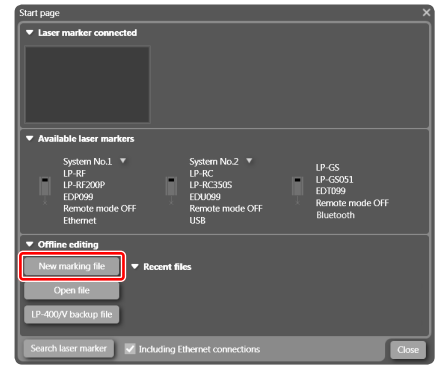 Start page
Laser marker connected
Available laser markers
System No.1
LP-RF
LP-RF200P
EDP099
Remote mode OFF
Ethernet
System No.2
LP-RC
LP-RC350S
EDU099
Remote mode OFF
USB
LP-GS
LP-GS051
EDT099
Remote mode OFF
Bluetooth
Offline editing
New marking file
Recent files
Open file
LP-400/V backup file
Search laser marker
Including Ethernet connections
Close